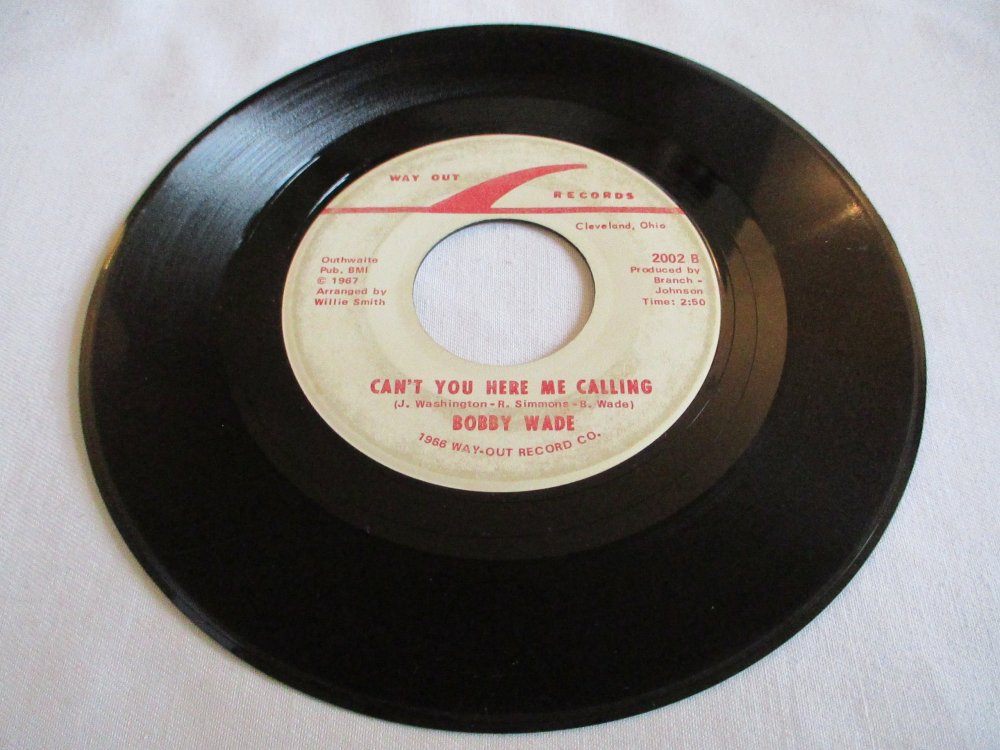 WAY OUT
RECORDS
Cleveland, Ohio
Outhwaite
Pub. BMI
© 1967
Arranged by
Willie Smith
2002 B
Produced by
Branch -
Johnson
Time: 2:50
CAN'T YOU HERE ME CALLING
(J. Washington - R. Simmons - B. Wade)
BOBBY WADE
1966 WAY-OUT RECORD CO.